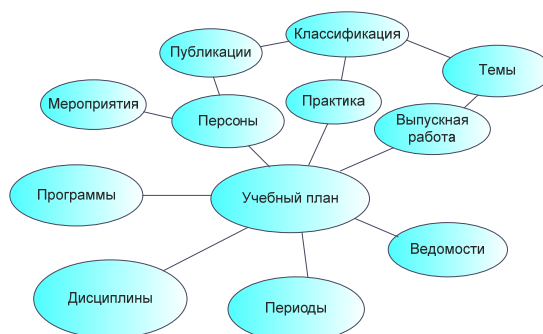 Классификация
Публикации
Темы
Мероприятия
Практика
Персоны
Выпускная
работа
Программы
Учебный план
Ведомости
Дисциплины
Периоды